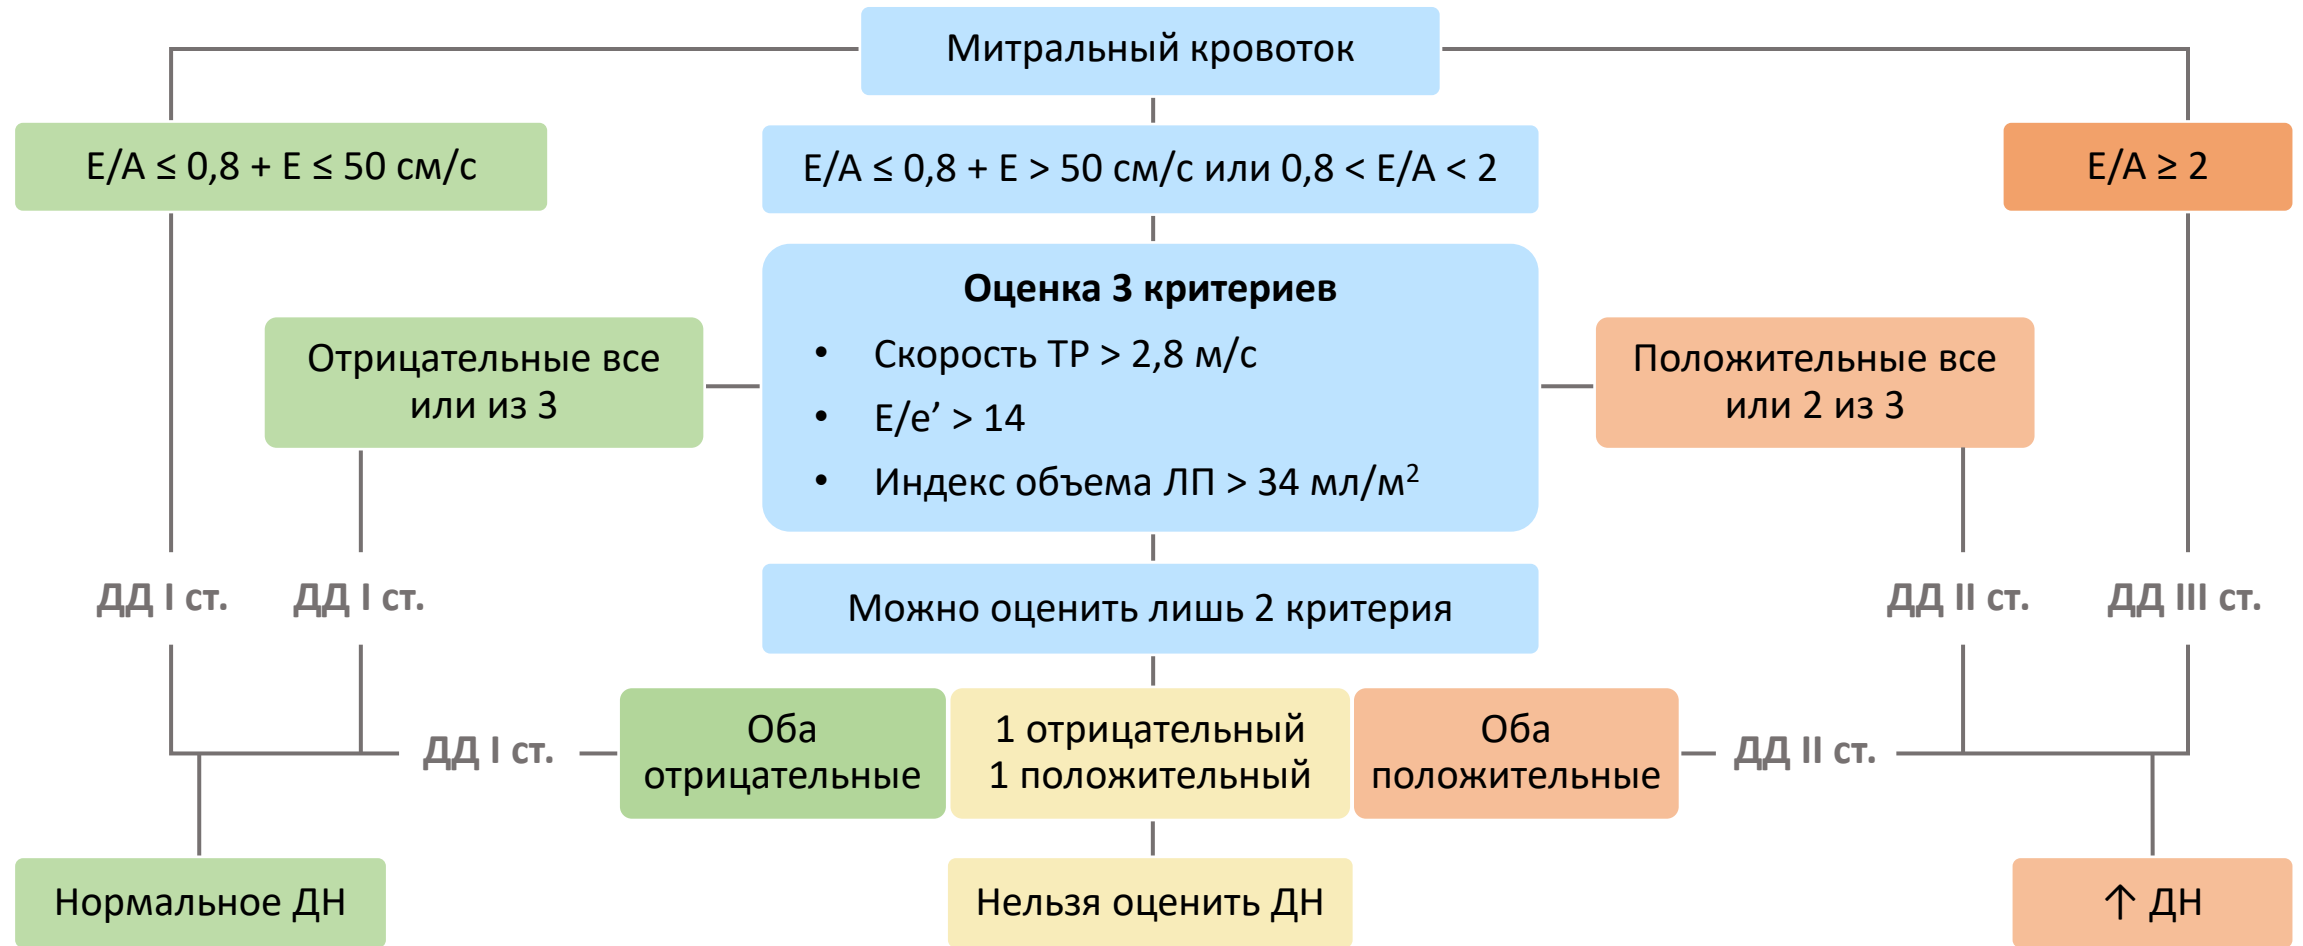 Митральный кровоток
E/A ≤ 0,8 + E ≤ 50 см/с
E/A ≤ 0,8 + E > 50 см/с или 0,8 < E/A < 2
E/A ≥ 2
Оценка 3 критериев
• Скорость ТР > 2,8 м/с
• E/e’ > 14
• Индекс объема ЛП > 34 мл/м²
Отрицательные все
или из 3
Положительные все
или 2 из 3
ДД I ст.
ДД I ст.
Можно оценить лишь 2 критерия
ДД II ст.
ДД III ст.
ДД I ст.
Оба
отрицательные
1 отрицательный
1 положительный
Оба
положительные
ДД II ст.
Нормальное ДН
Нельзя оценить ДН
↑ ДН